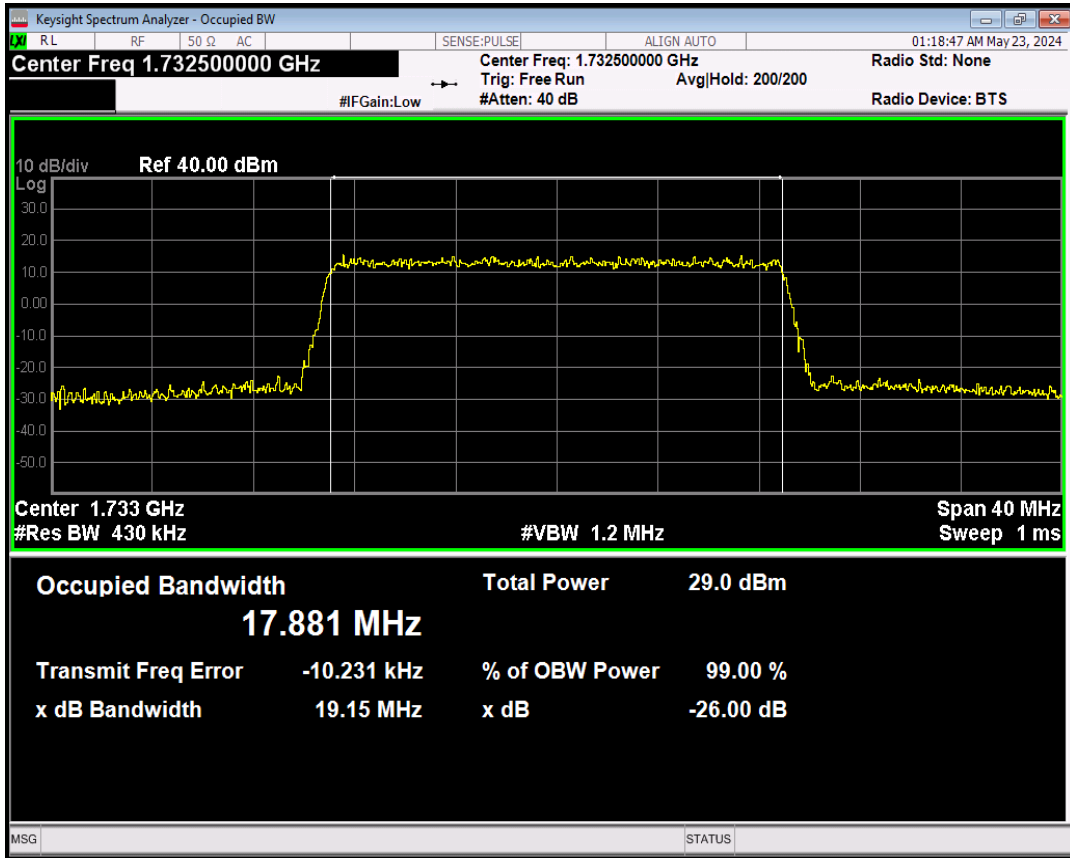 Keysight Spectrum Analyzer - Occupied BW
LXI RL RF 50 Ω AC SENSE:PULSE ALIGN AUTO 01:18:47 AM May 23, 2024
Center Freq 1.732500000 GHz Center Freq: 1.732500000 GHz Radio Std: None
Trig: Free Run Avg|Hold: 200/200
#IFGain:Low #Atten: 40 dB Radio Device: BTS
10 dB/div Ref 40.00 dBm
Log
30.0
20.0
10.0
0.00
-10.0
-20.0
-30.0
-40.0
-50.0
Center 1.733 GHz Span 40 MHz
#Res BW 430 kHz #VBW 1.2 MHz Sweep 1 ms
Occupied Bandwidth Total Power 29.0 dBm
17.881 MHz
Transmit Freq Error -10.231 kHz % of OBW Power 99.00 %
x dB Bandwidth 19.15 MHz x dB -26.00 dB
MSG STATUS